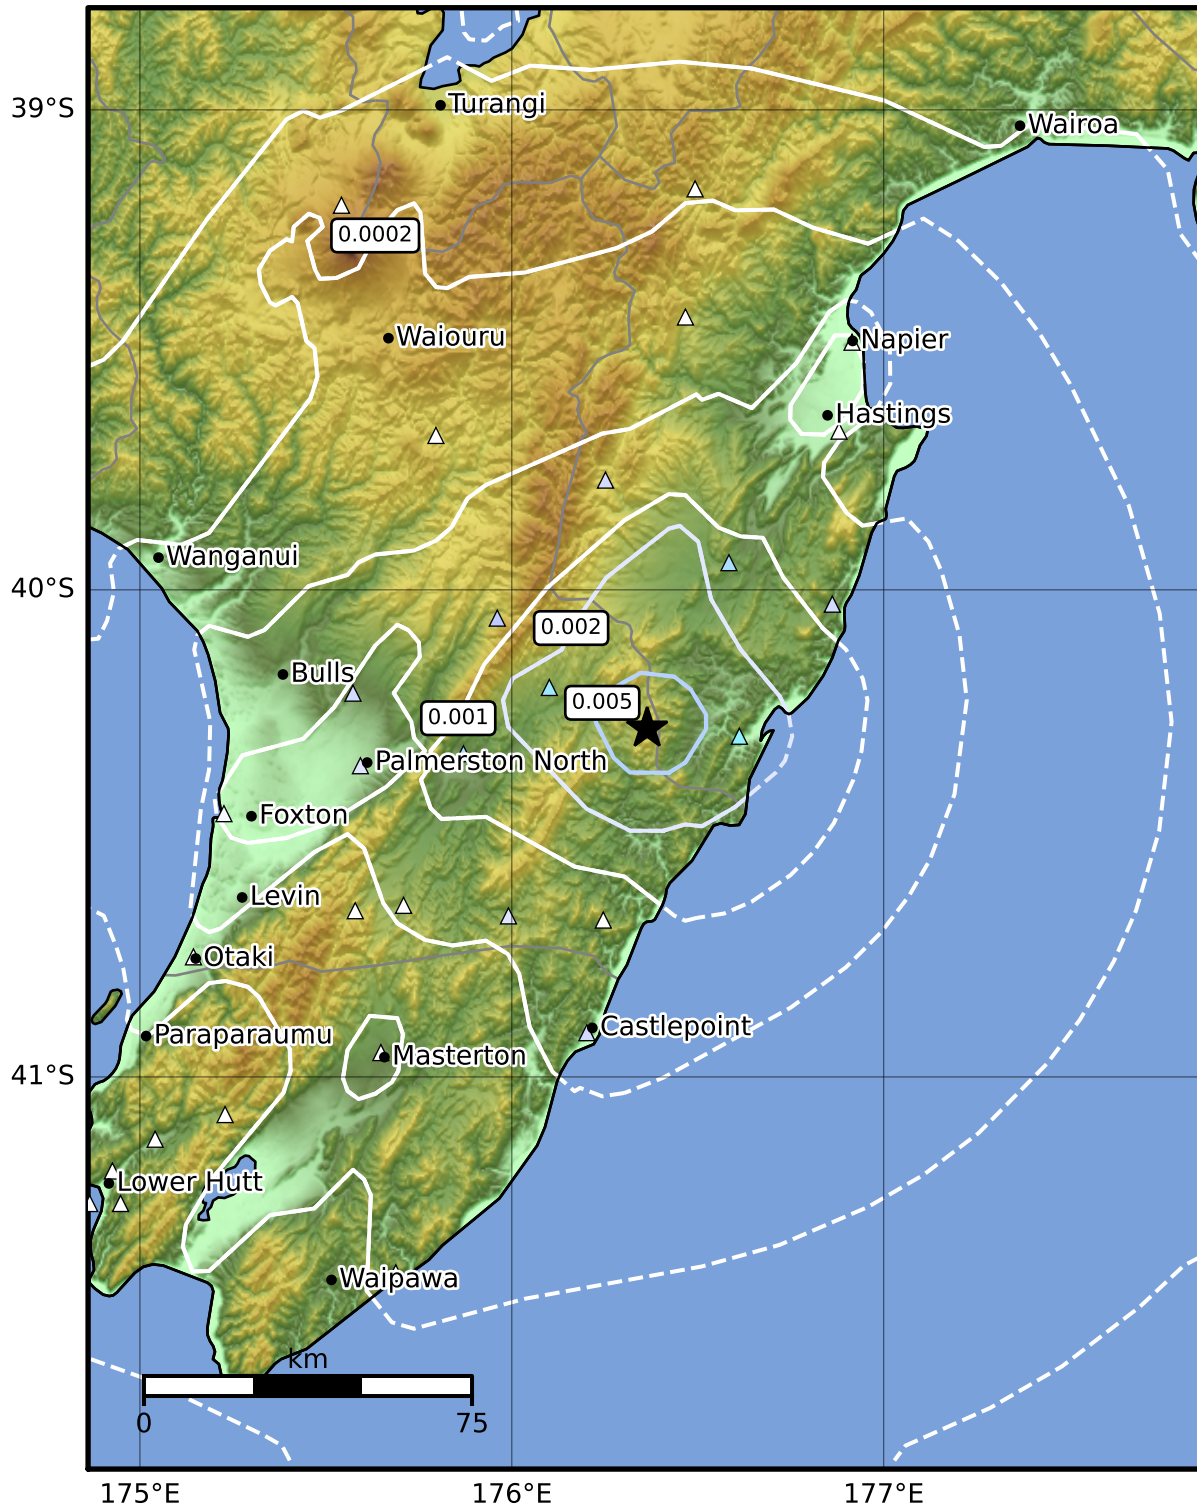 39°S
Turangi
Wairoa
0.0002
Waiouru
Napier
Hastings
Wanganui
40°S
0.002
Bulls
0.005
0.001
Palmerston North
Foxton
Levin
Otaki
Castlepoint
Paraparaumu
Masterton
41°S
Lower Hutt
Waipawa
km
0
75
175°E
176°E
177°E